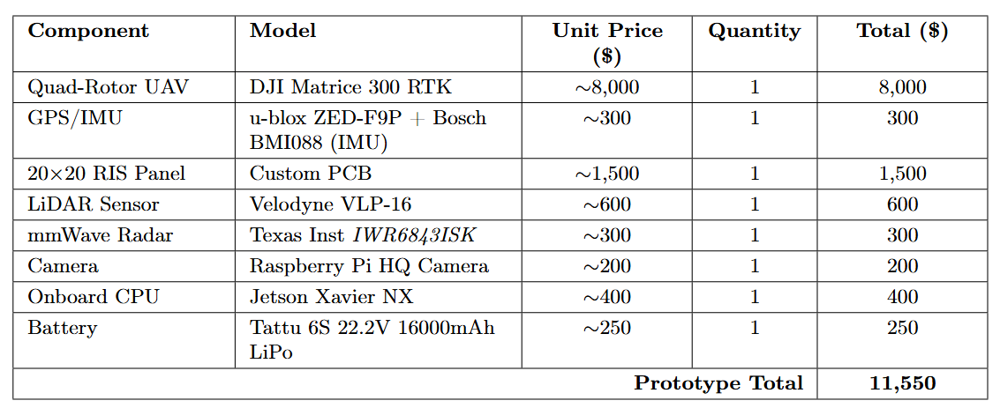 Component Model Unit Price ($) Quantity Total ($)
Quad-Rotor UAV DJI Matrice 300 RTK ~8,000 1 8,000
GPS/IMU u-blox ZED-F9P + Bosch BMI088 (IMU) ~300 1 300
20×20 RIS Panel Custom PCB ~1,500 1 1,500
LiDAR Sensor Velodyne VLP-16 ~600 1 600
mmWave Radar Texas Inst IWR6843ISK ~300 1 300
Camera Raspberry Pi HQ Camera ~200 1 200
Onboard CPU Jetson Xavier NX ~400 1 400
Battery Tattu 6S 22.2V 16000mAh LiPo ~250 1 250
Prototype Total 11,550